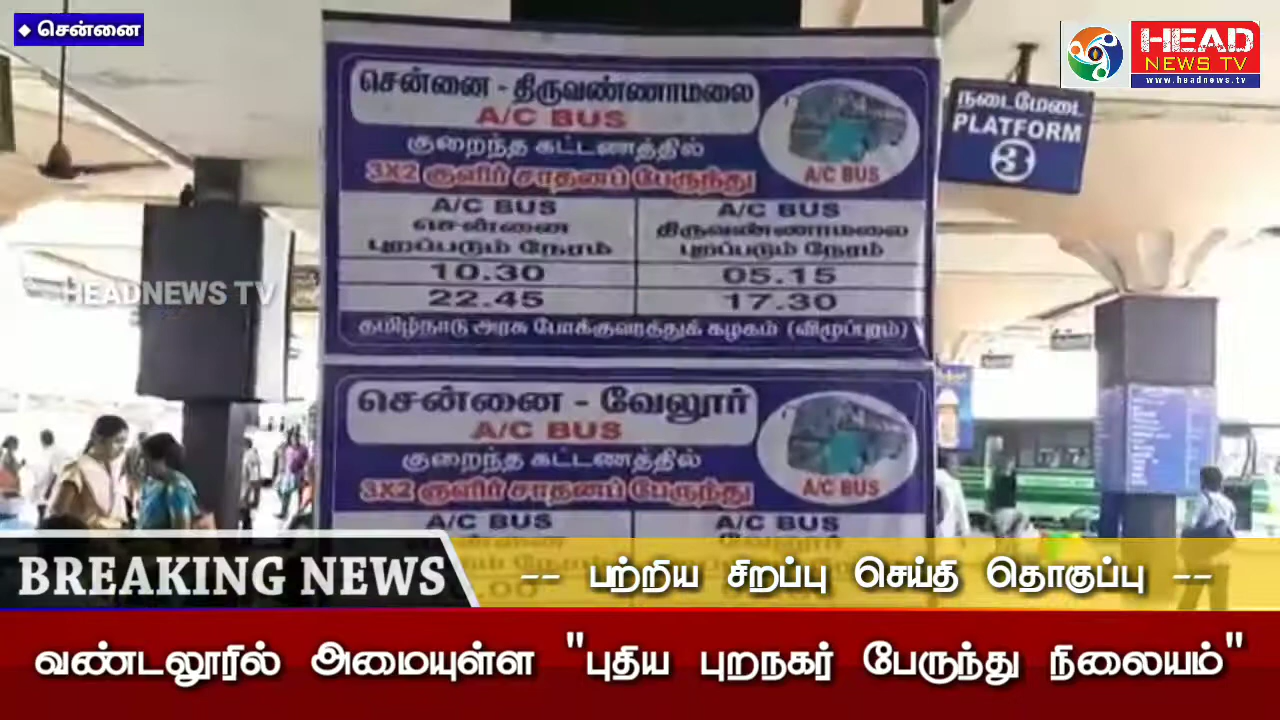 ◆ சென்னை
HEAD
NEWS TV
www.headnews.tv
நடைமேடை
PLATFORM
3
சென்னை - திருவண்ணாமலை
A/C BUS
குறைந்த கட்டணத்தில்
3X2 குளிர் சாதனப் பேருந்து
A/C BUS
A/C BUS
சென்னை
புறப்படும் நேரம்
A/C BUS
திருவண்ணாமலை
புறப்படும் நேரம்
10.30 05.15
22.45 17.30
தமிழ்நாடு அரசு போக்குவரத்துக் கழகம் (விழுப்புரம்)
HEADNEWS TV
சென்னை - வேலூர்
A/C BUS
குறைந்த கட்டணத்தில்
3X2 குளிர் சாதனப் பேருந்து
A/C BUS
A/C BUS A/C BUS
BREAKING NEWS
-- பற்றிய சிறப்பு செய்தி தொகுப்பு --
வண்டலூரில் அமையுள்ள "புதிய புறநகர் பேருந்து நிலையம்"